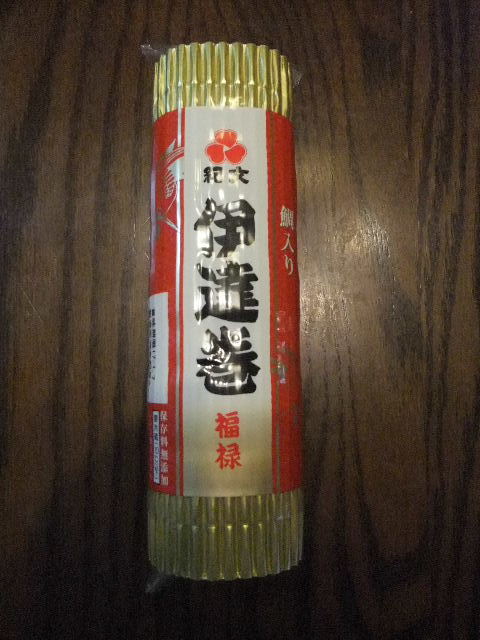 紀文
伊達巻
福禄
鯛入り
保存料無添加